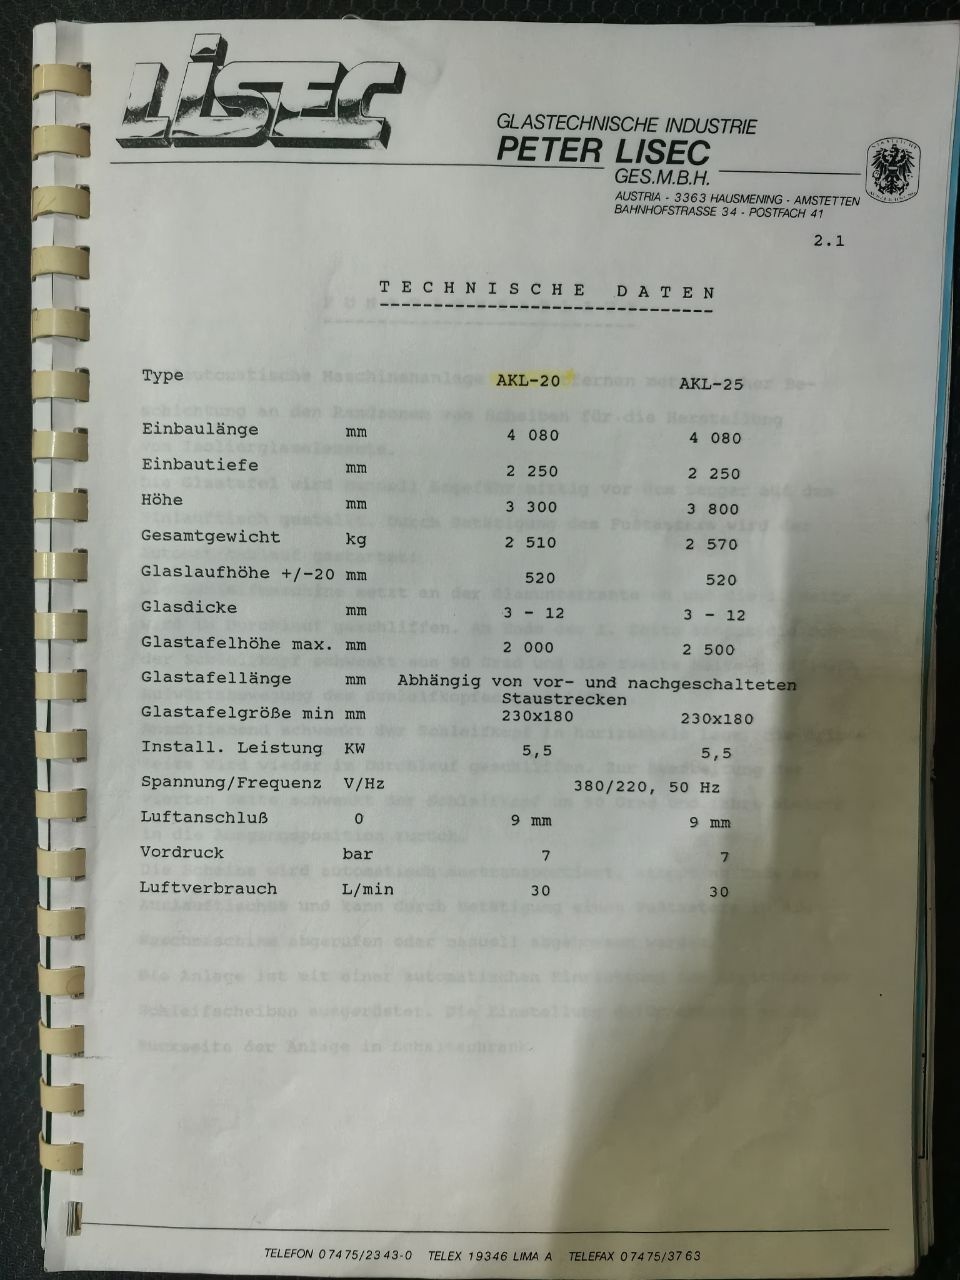 LISEC
GLASTECHNISCHE INDUSTRIE
PETER LISEC
GES.M.B.H.
AUSTRIA - 3363 HAUSMENING - AMSTETTEN
BAHNHOFSTRASSE 34 - POSTFACH 41
2.1
TECHNISCHE DATEN
Type AKL-20 AKL-25
Einbaulänge mm 4 080 4 080
Einbautiefe mm 2 250 2 250
Höhe mm 3 300 3 800
Gesamtgewicht kg 2 510 2 570
Glaslaufhöhe +/-20 mm 520 520
Glasdicke mm 3 - 12 3 - 12
Glastafelhöhe max. mm 2 000 2 500
Glastafellänge mm Abhängig von vor- und nachgeschalteten
Staustrecken
Glastafelgröße min mm 230x180 230x180
Install. Leistung KW 5,5 5,5
Spannung/Frequenz V/Hz 380/220, 50 Hz
Luftanschluß O 9 mm 9 mm
Vordruck bar 7 7
Luftverbrauch L/min 30 30
TELEFON 07475/2343-0 TELEX 19346 LIMA A TELEFAX 07475/3763